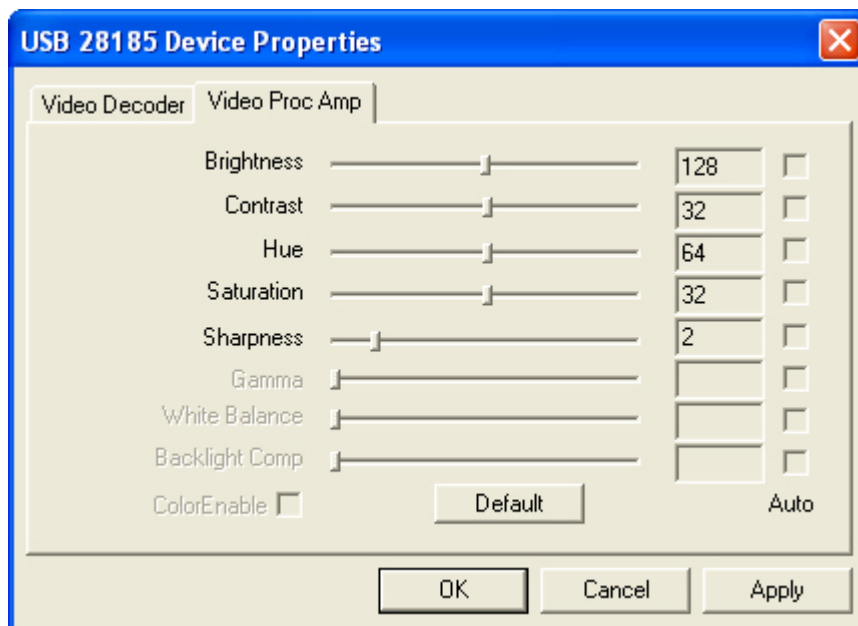 USB 28185 Device Properties
Video Decoder Video Proc Amp
Brightness 128
Contrast 32
Hue 64
Saturation 32
Sharpness 2
Gamma
White Balance
Backlight Comp
ColorEnable Default Auto
OK Cancel Apply